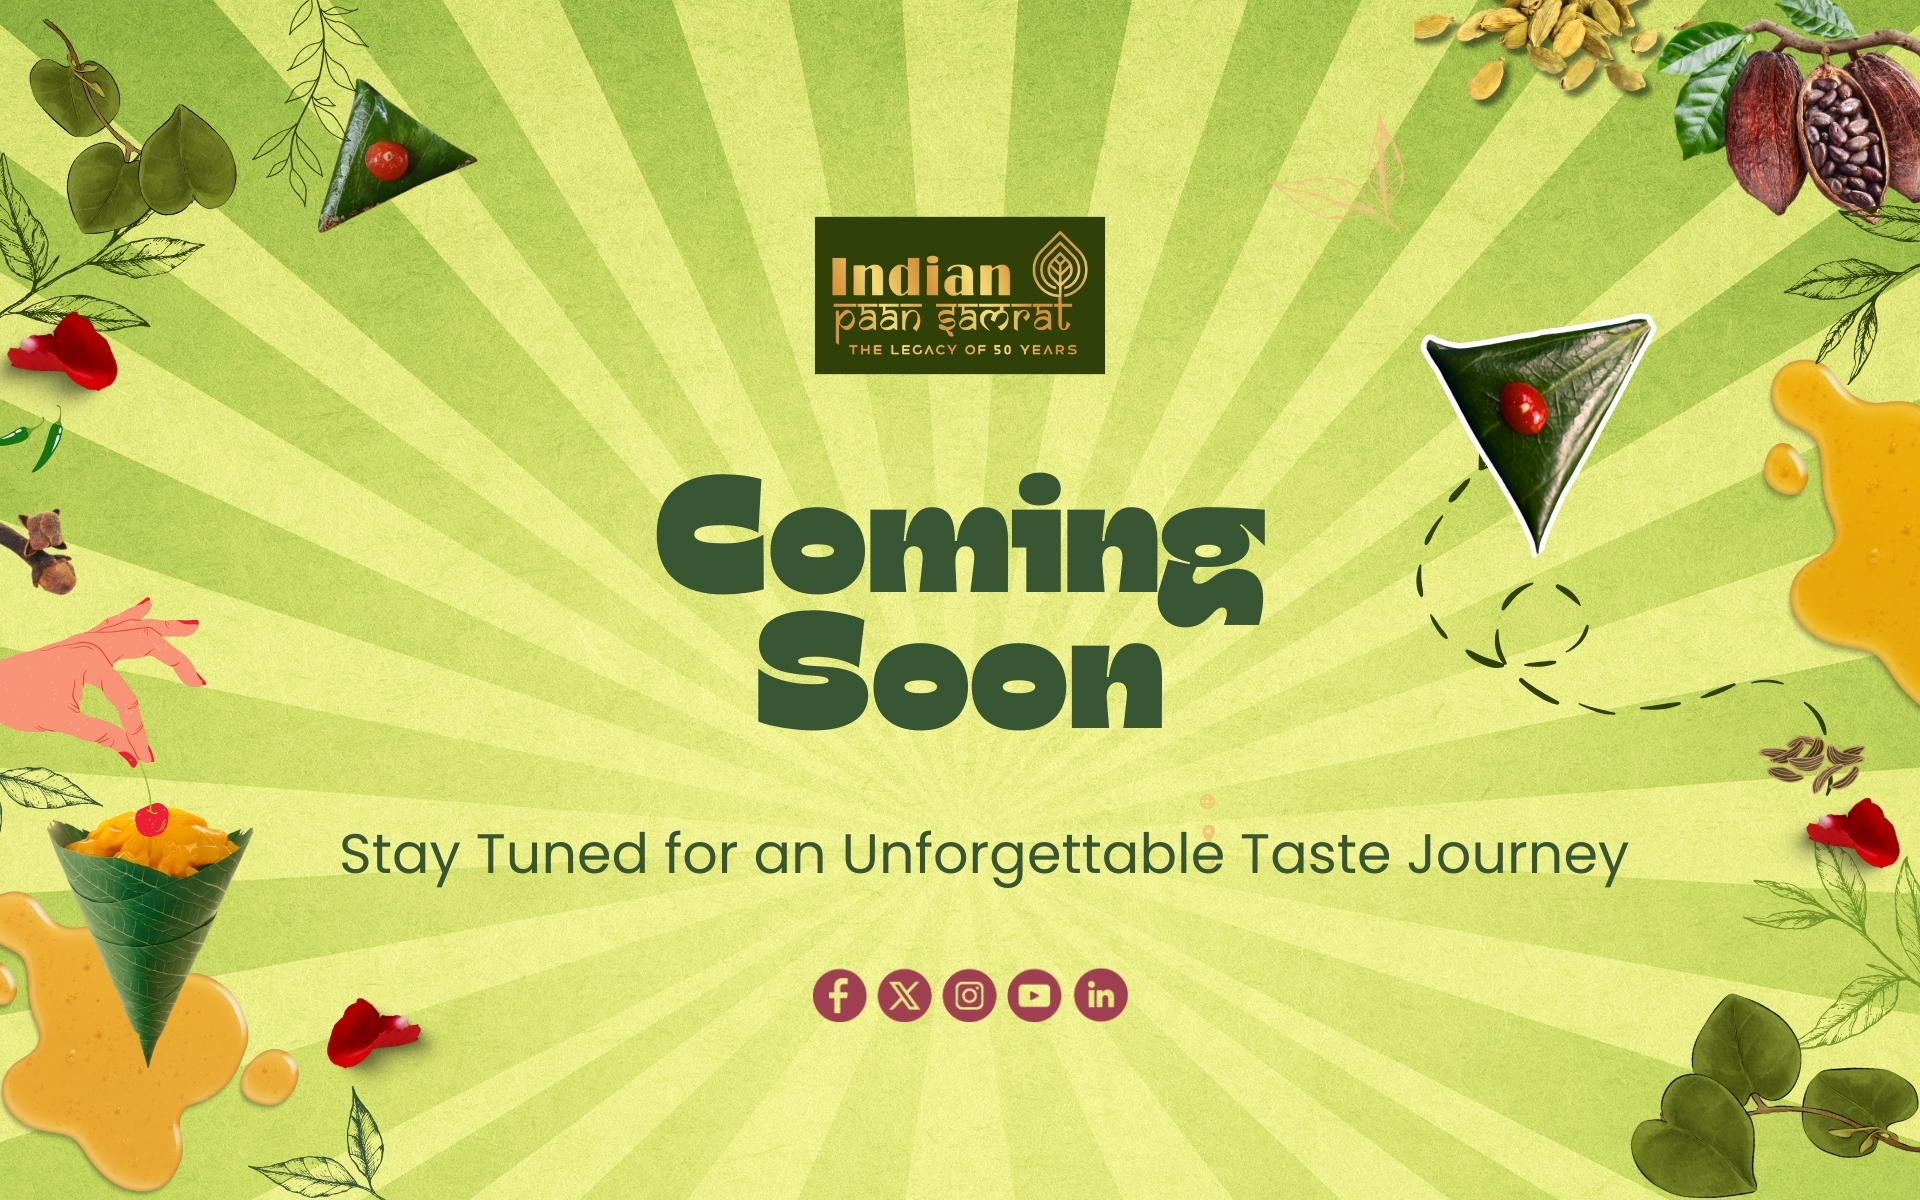 Indian
paan samrat
THE LEGACY OF 50 YEARS
Coming
Soon
Stay Tuned for an Unforgettable Taste Journey